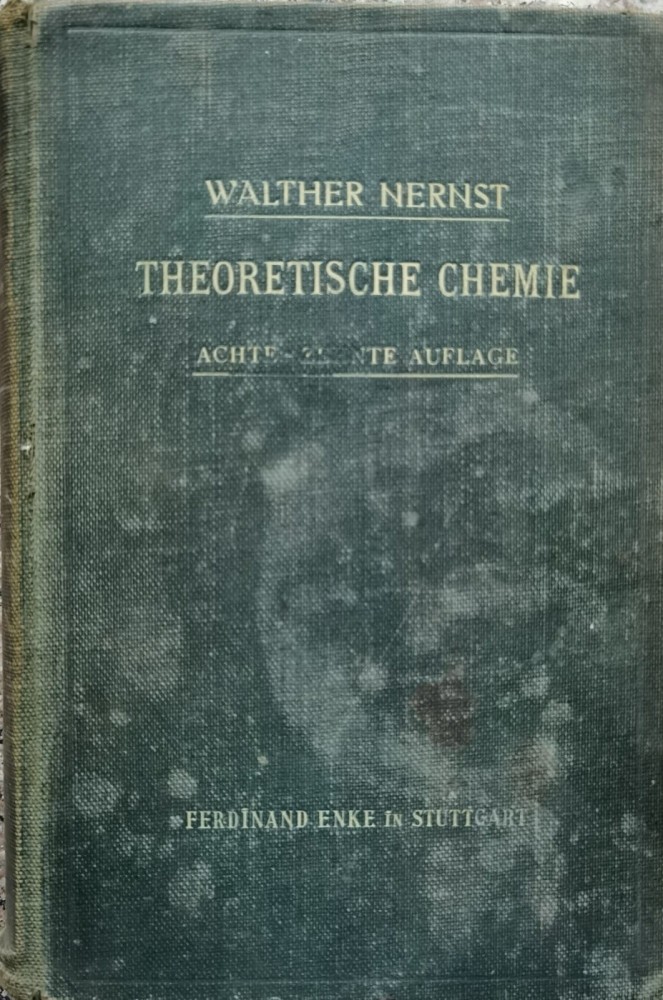 WALTHER NERNST
THEORETISCHE CHEMIE
ACHTE - AUFLAGE
FERDINAND ENKE IN STUTTGART